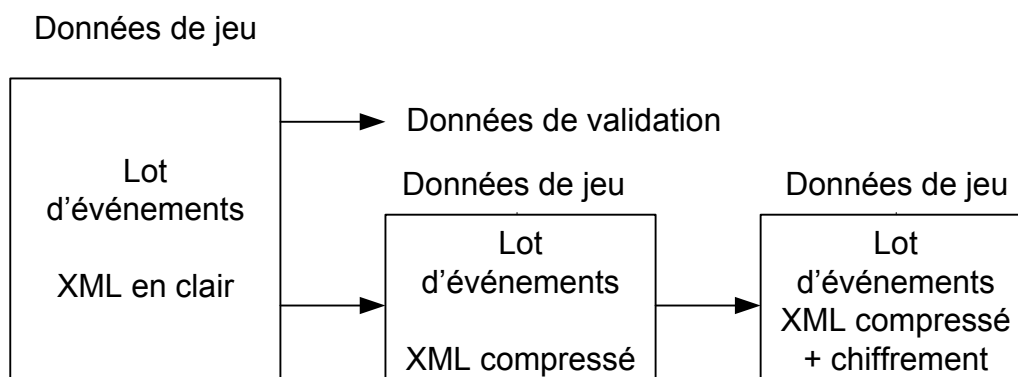 Données de jeu
Lot
d’événements
XML en clair
Données de validation
Données de jeu
Lot
d’événements
XML compressé
Données de jeu
Lot
d’événements
XML compressé
+ chiffrement